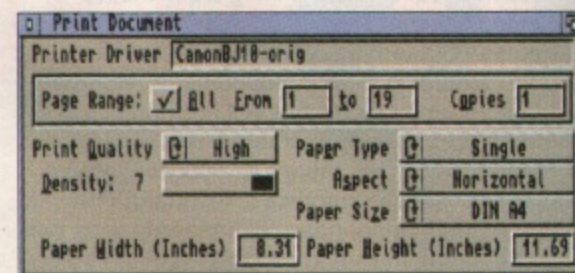 Print Document
Printer Driver CanonBJ10-orig
Page Range: All From 1 to 19 Copies 1
Print Quality High Paper Type Single
Density: 7 Aspect Horizontal
Paper Size DIN A4
Paper Width (Inches) 8.31 Paper Height (Inches) 11.69